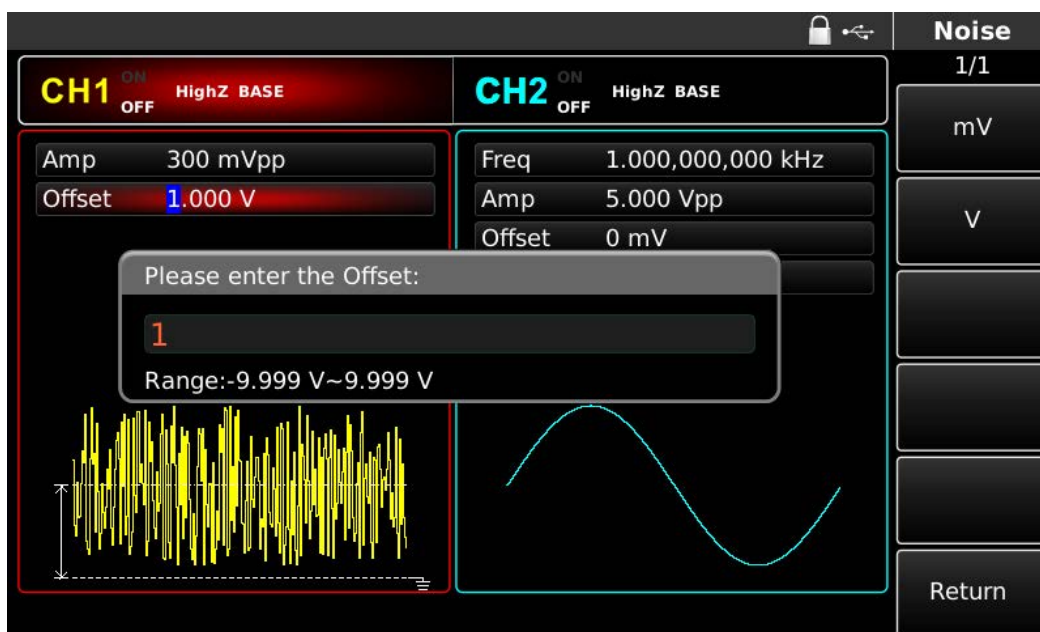 Noise
1/1
CH1 ON OFF HighZ BASE
CH2 ON OFF HighZ BASE
Amp 300 mVpp
Offset 1.000 V
Freq 1.000,000,000 kHz
Amp 5.000 Vpp
Offset 0 mV
Please enter the Offset:
1
Range:-9.999 V~9.999 V
mV
V
Return